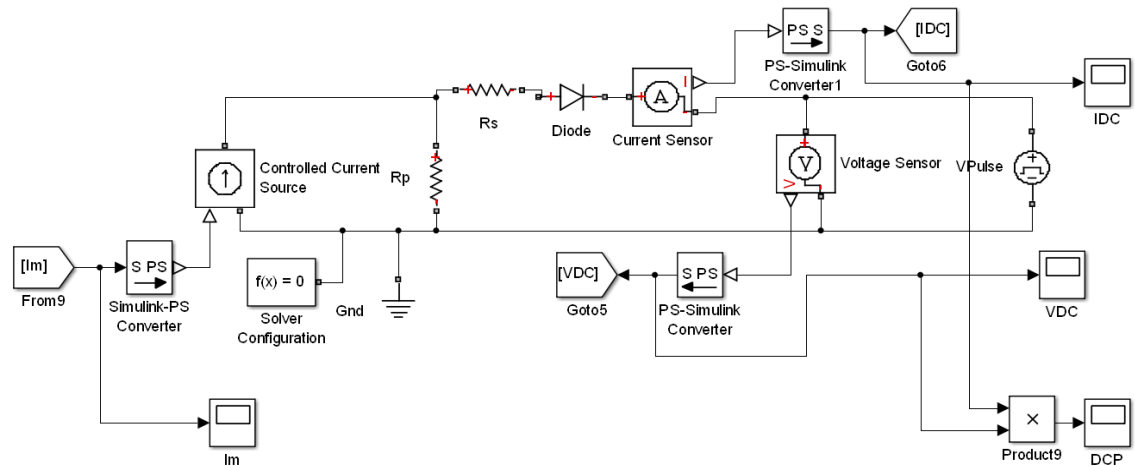 PS S
[IDC]
PS-Simulink
Converter1
Goto6
IDC
Rs
Diode
A
I
Current Sensor
Controlled Current
Source
Rp
V
V
Voltage Sensor
VPulse
[Im]
From9
S PS
Simulink-PS
Converter
f(x) = 0
Solver
Configuration
Gnd
[VDC]
Goto5
S PS
PS-Simulink
Converter
VDC
Im
×
Product9
DCP